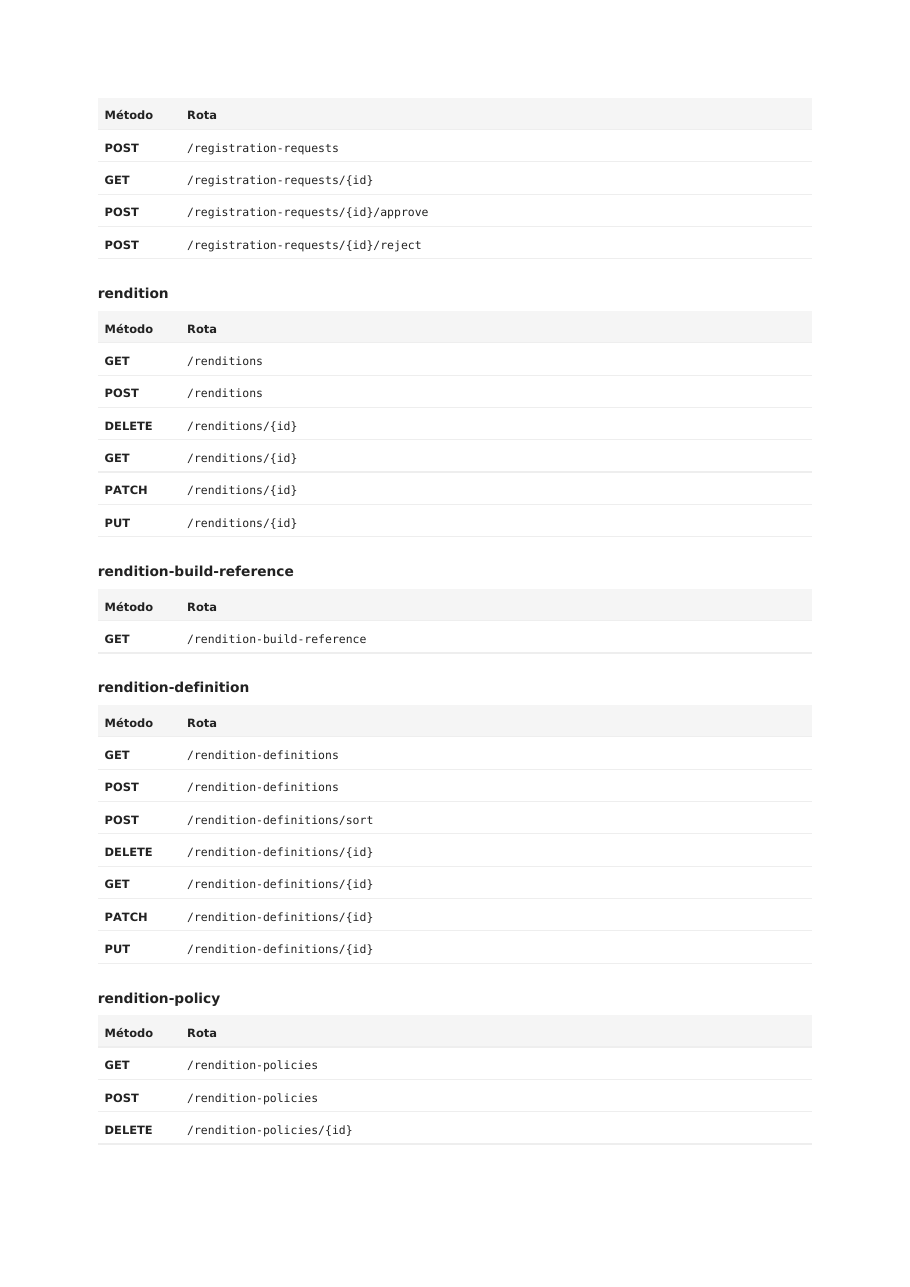 Método Rota
POST /registration-requests
GET /registration-requests/{id}
POST /registration-requests/{id}/approve
POST /registration-requests/{id}/reject
rendition
Método Rota
GET /renditions
POST /renditions
DELETE /renditions/{id}
GET /renditions/{id}
PATCH /renditions/{id}
PUT /renditions/{id}
rendition-build-reference
Método Rota
GET /rendition-build-reference
rendition-definition
Método Rota
GET /rendition-definitions
POST /rendition-definitions
POST /rendition-definitions/sort
DELETE /rendition-definitions/{id}
GET /rendition-definitions/{id}
PATCH /rendition-definitions/{id}
PUT /rendition-definitions/{id}
rendition-policy
Método Rota
GET /rendition-policies
POST /rendition-policies
DELETE /rendition-policies/{id}